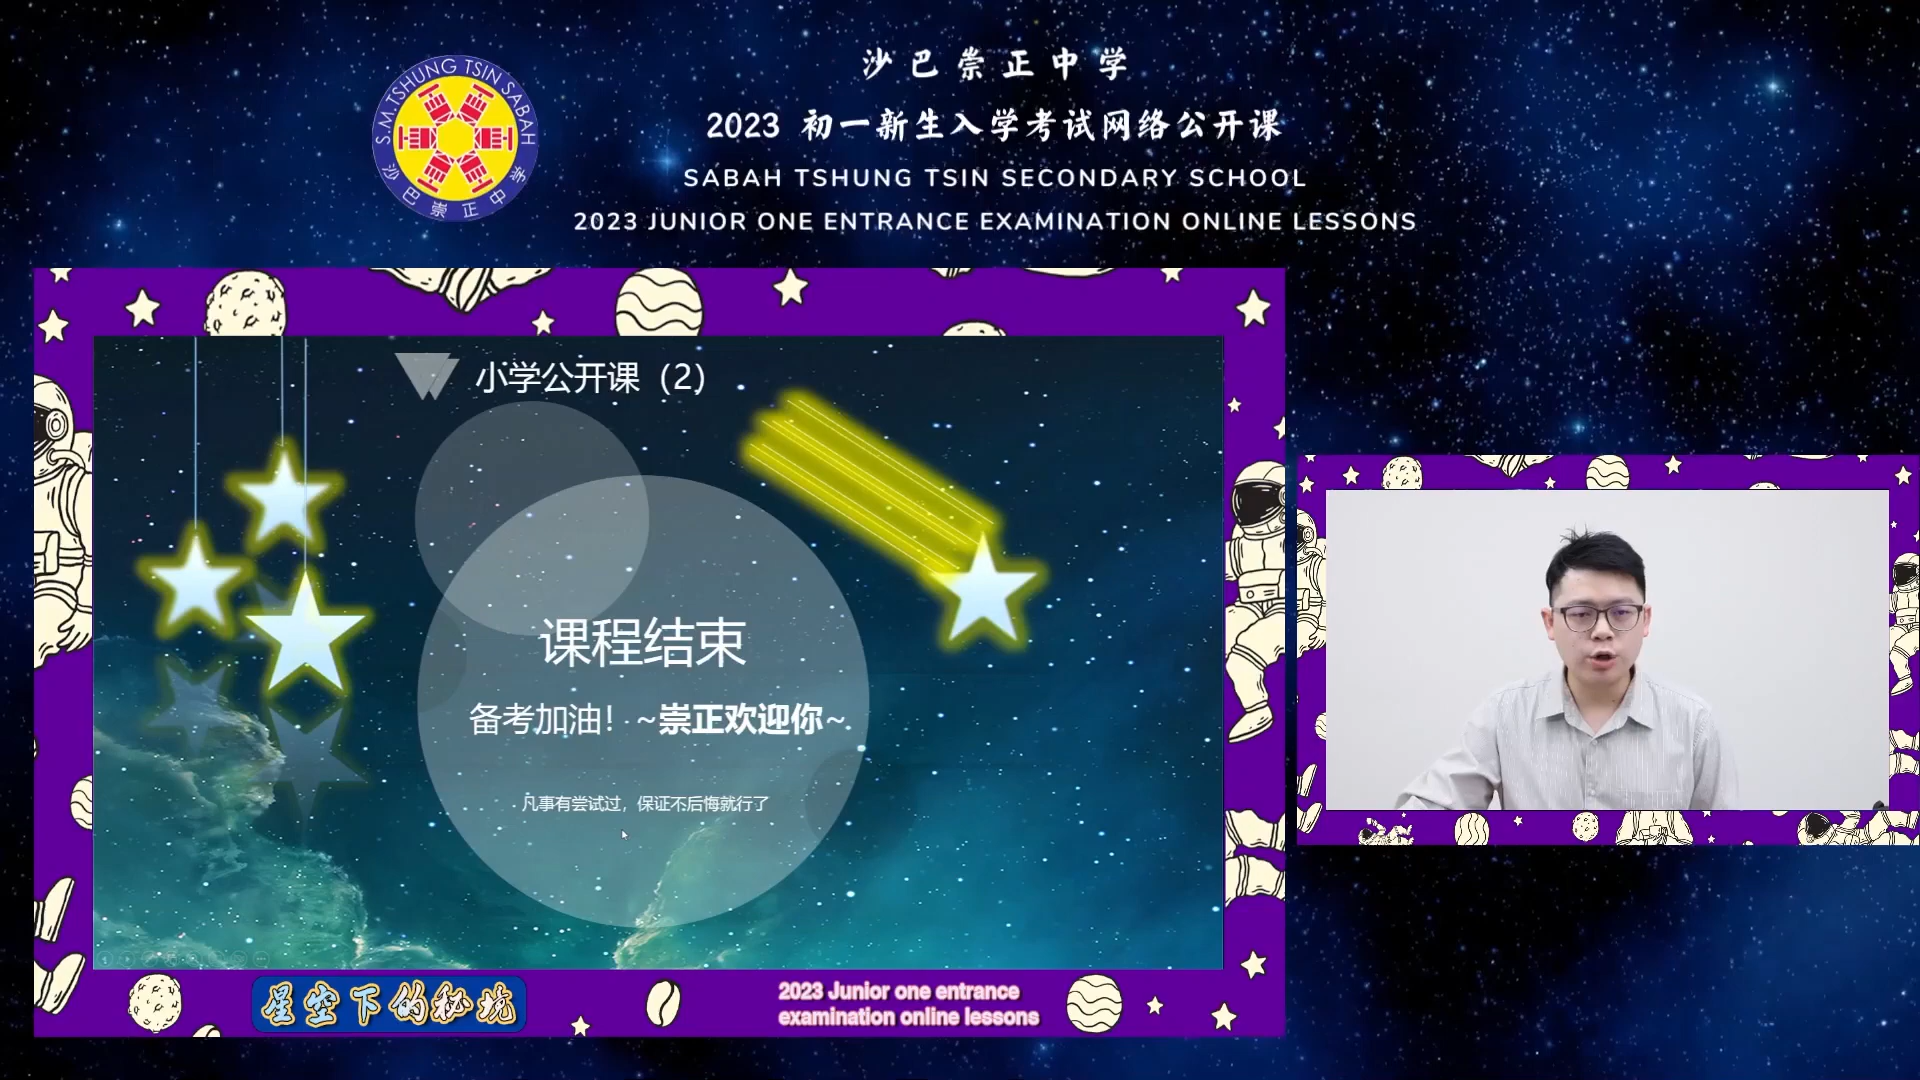 S.M. TSHUNG TSIN SABAH
沙巴崇正中学
沙巴崇正中学
2023 初一新生入学考试网络公开课
SABAH TSHUNG TSIN SECONDARY SCHOOL
2023 JUNIOR ONE ENTRANCE EXAMINATION ONLINE LESSONS
小学公开课（2）
课程结束
备考加油！~崇正欢迎你~
凡事有尝试过，保证不后悔就行了
星空下的秘境
2023 Junior one entrance
examination online lessons